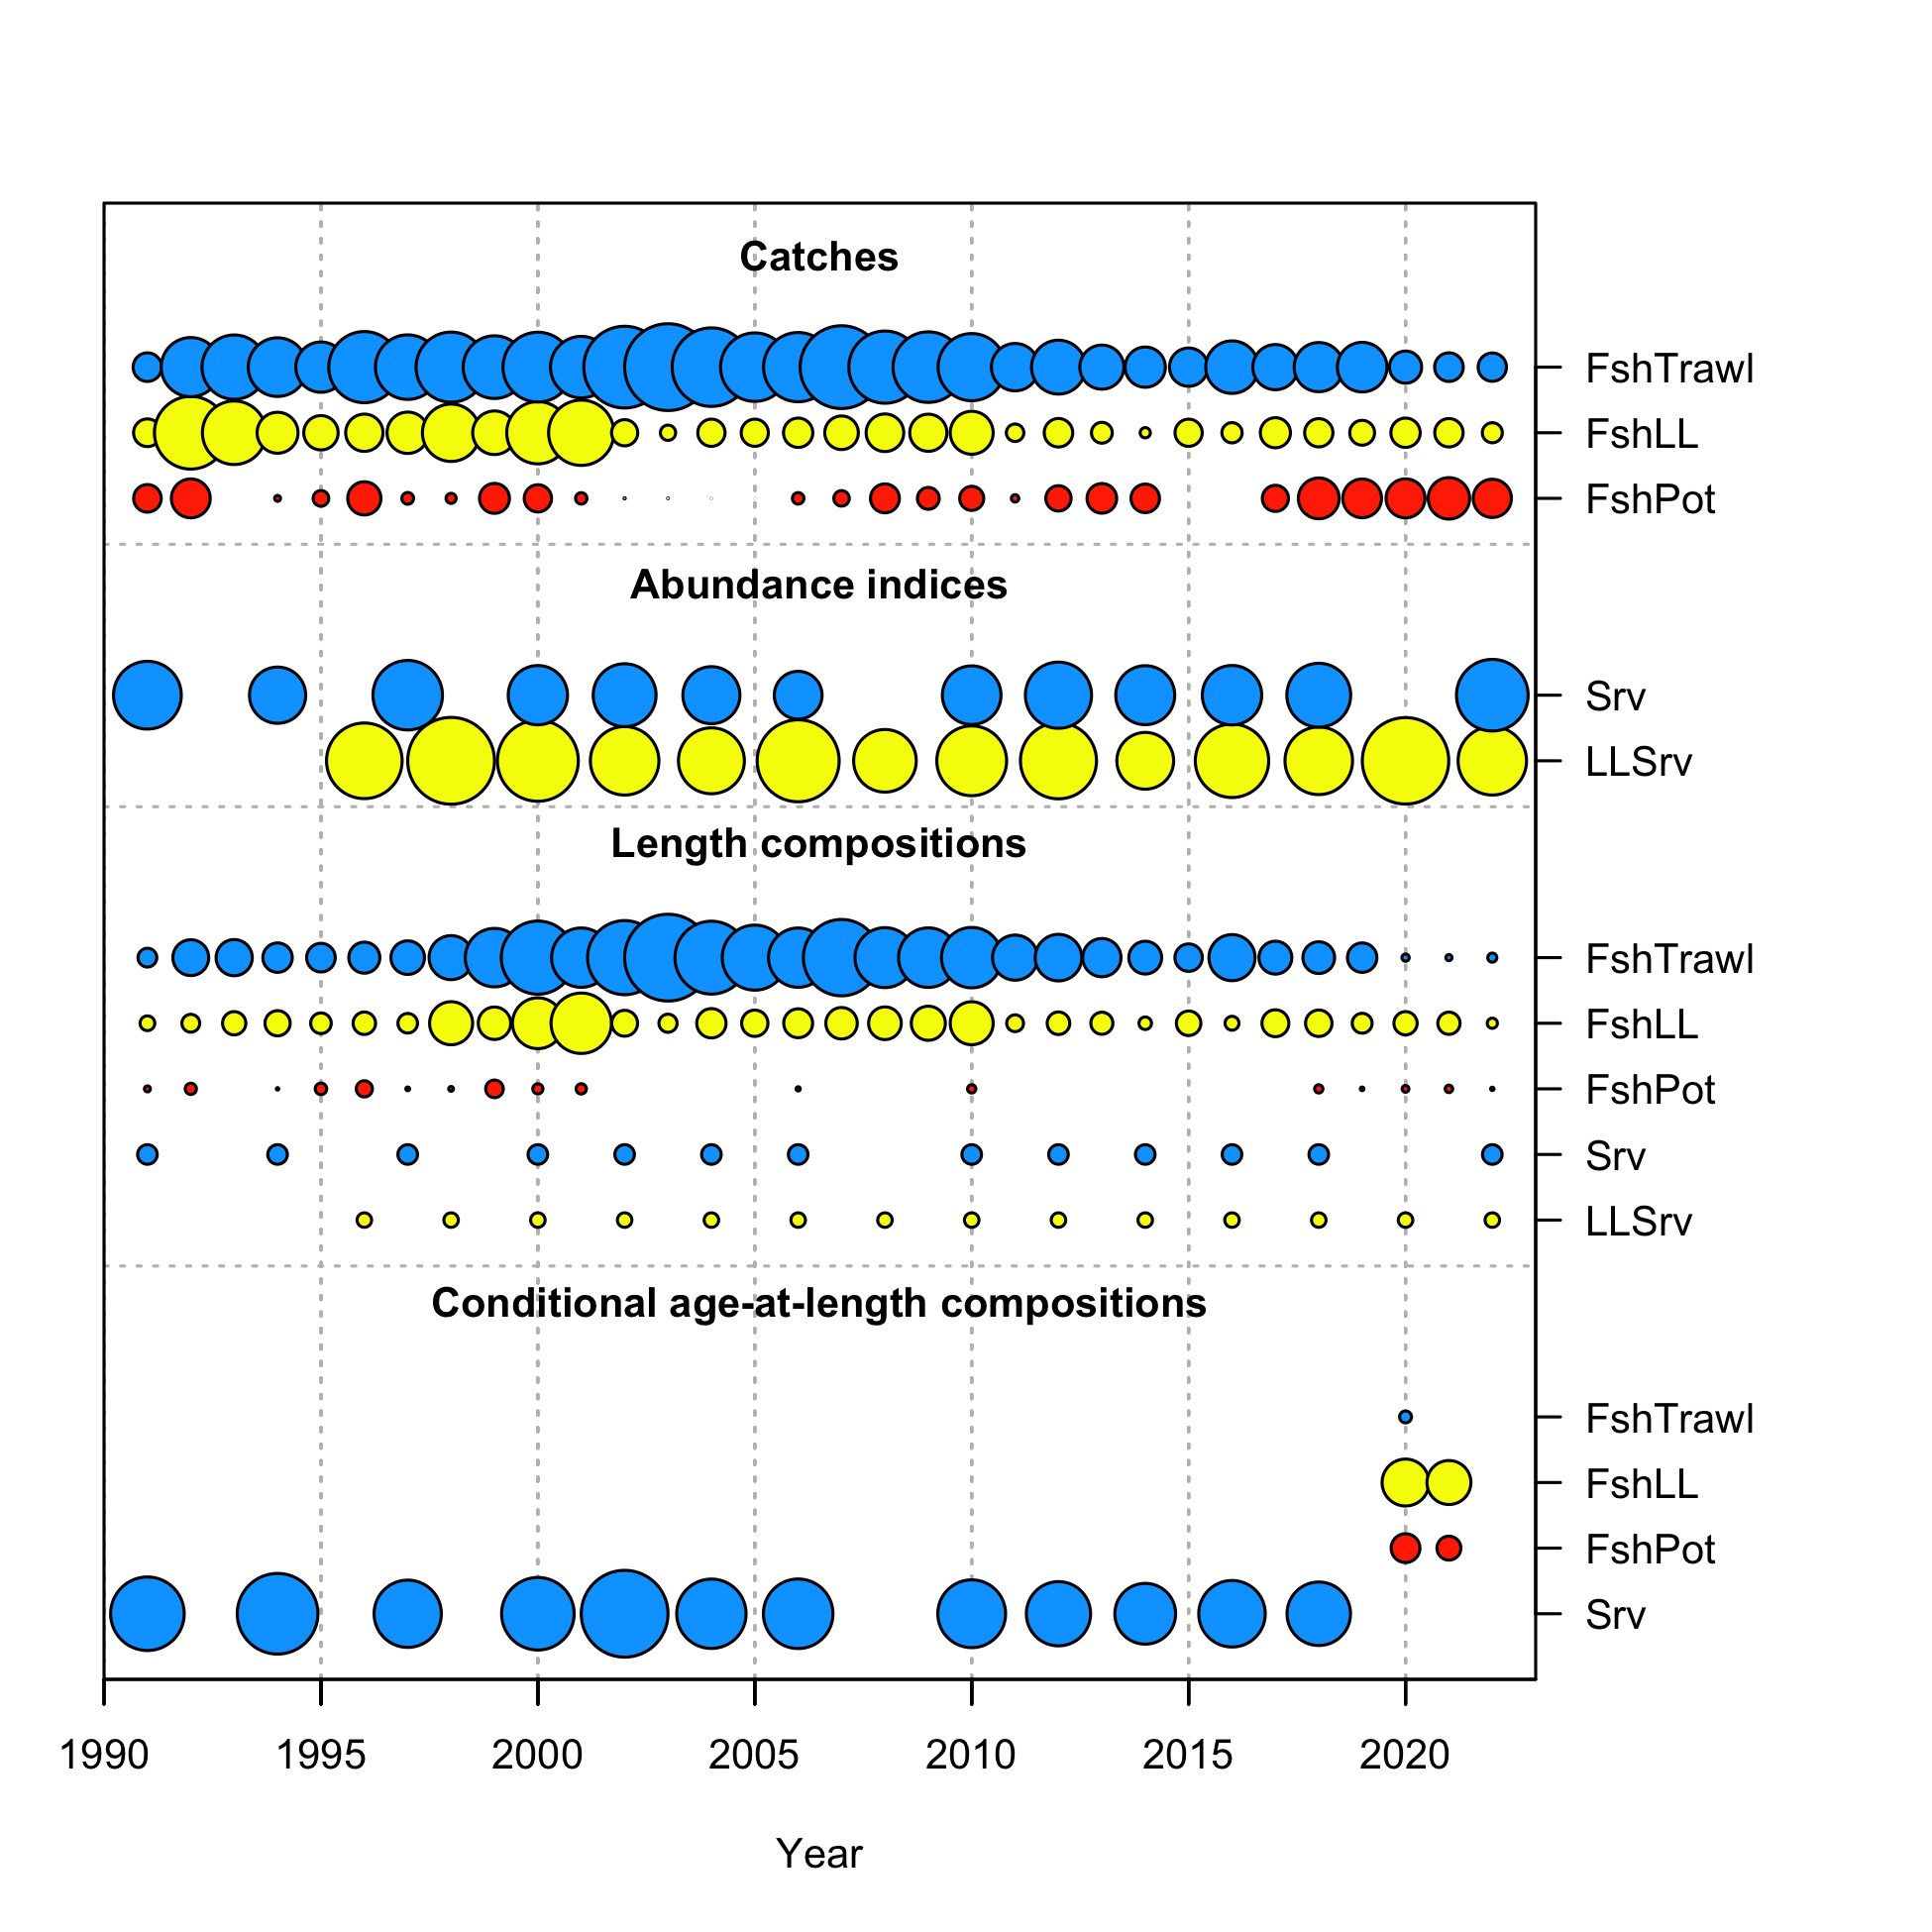 Catches
FshTrawl
FshLL
FshPot
Abundance indices
Srv
LLSrv
Length compositions
FshTrawl
FshLL
FshPot
Srv
LLSrv
Conditional age-at-length compositions
FshTrawl
FshLL
FshPot
Srv
1990 1995 2000 2005 2010 2015 2020
Year